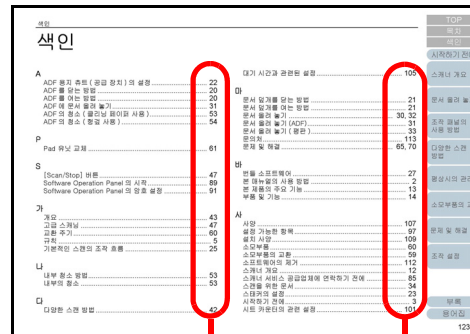 색인
색인
A
ADF 용지 츄트 ( 공급 장치 ) 의 설정 22
ADF 를 닫는 방법 20
ADF 를 여는 방법 20
ADF 에 문서 올려 놓기 31
ADF 의 청소 ( 클리닝 페이퍼 사용 ) 53
ADF 의 청소 ( 헝겊 사용 ) 54
P
Pad 유닛 교체 61
S
[Scan/Stop] 버튼 47
Software Operation Panel 의 시작 89
Software Operation Panel 의 암호 설정 91
가
개요 43
고급 스캐닝 47
교환 주기 60
규칙 5
기본적인 스캔의 조작 흐름 25
나
내부 청소 방법 53
내부의 청소 53
다
다양한 스캔 방법 42
대기 시간과 관련된 설정 105
마
문서 덮개를 닫는 방법 21
문서 덮개를 여는 방법 21
문서 올려 놓기 30, 32
문서 올려 놓기 (ADF) 31
문서 올려 놓기 ( 평판 ) 33
문의처 113
문제 및 해결 65, 70
바
번들 소프트웨어 27
본 매뉴얼의 사용 방법 2
본 제품의 주요 기능 13
부품 및 기능 14
사
사양 107
설정 가능한 항목 97
설치 사양 109
소모부품 60
소모부품의 교환 59
소프트웨어의 제거 112
스캐너 개요 12
스캐너 서비스 공급업체에 연락하기 전에 85
스캔을 위한 문서 34
스태커의 설정 23
시작하기 전에 3
시트 카운터의 관련 설정 101
TOP
목차
색인
시작하기 전
스캐너 개요
문서 올려 놓
조작 패널의
사용 방법
다양한 스캔
방법
평상시의 관리
소모부품의 교
문제 및 해결
조작 설정
부록
용어집
123